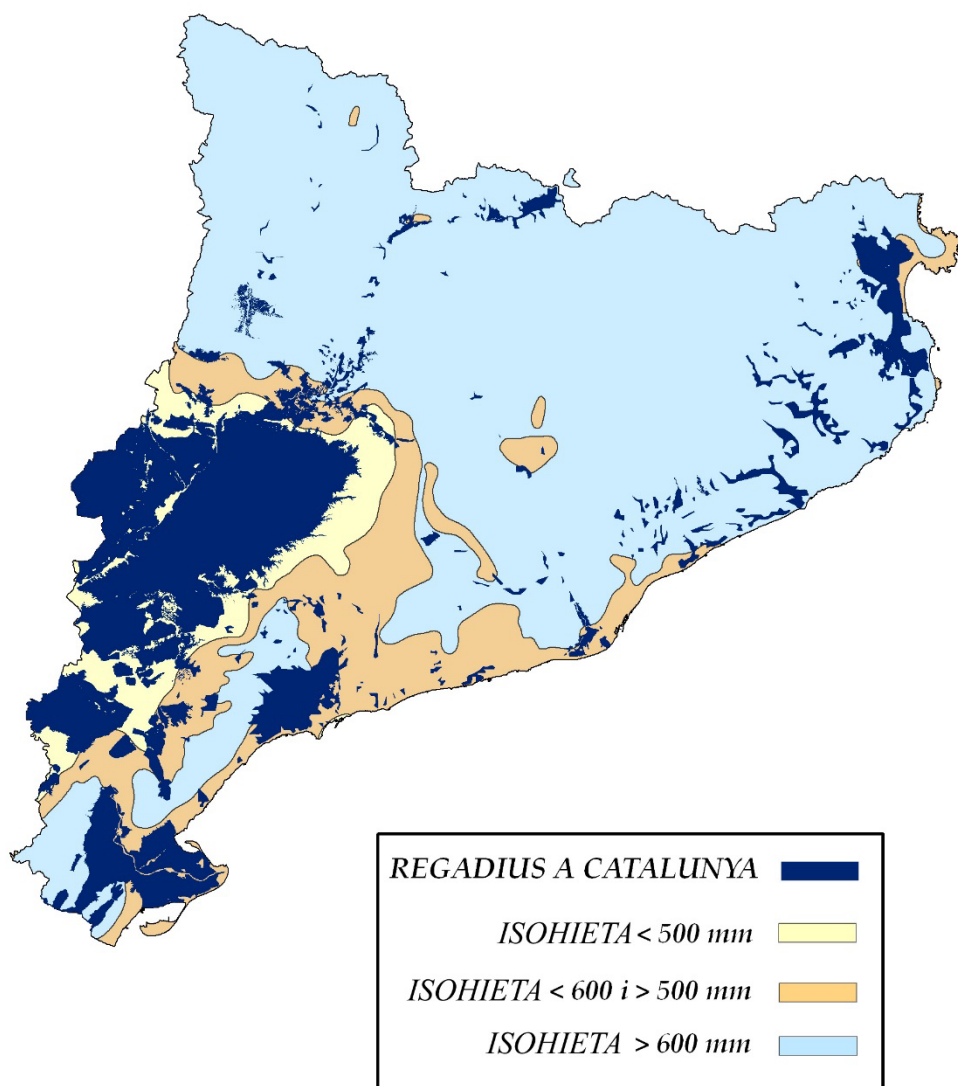 REGADIUS A CATALUNYA
ISOHIETA < 500 mm
ISOHIETA < 600 i > 500 mm
ISOHIETA > 600 mm